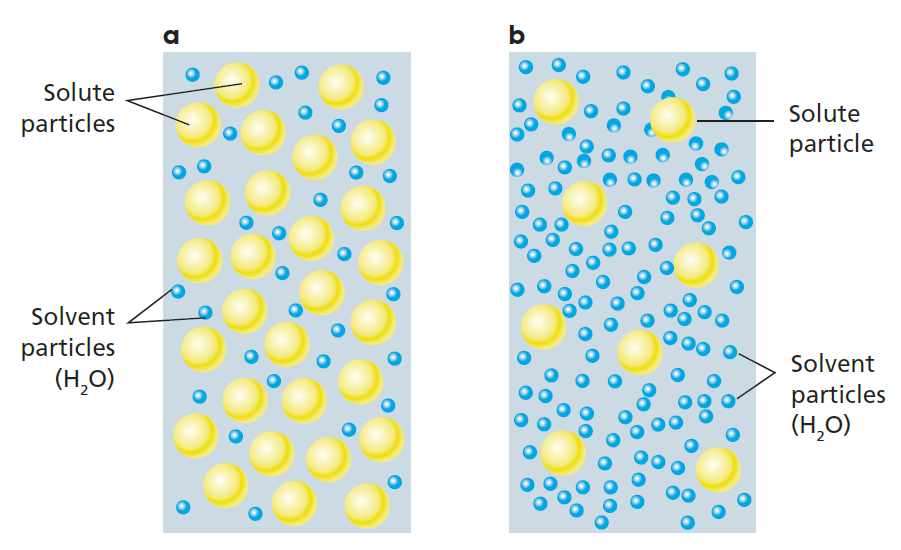 a
b
Solute
particles
Solute
particle
Solvent
particles
(H₂O)
Solvent
particles
(H₂O)